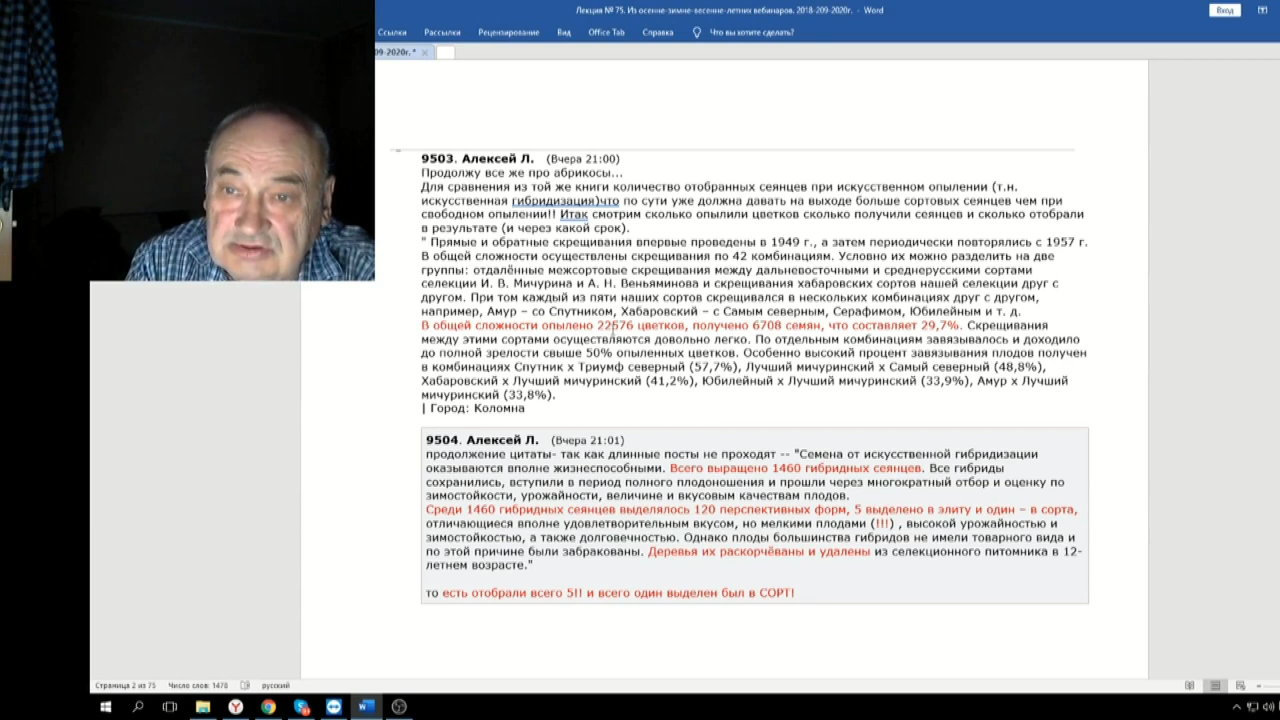 Лекция № 75. Из осенне-зимне-весенне-летних вебинаров. 2018-209-2020г. - Word
Вход
Ссылки Рассылки Рецензирование Вид Office Tab Справка Что вы хотите сделать?
09-2020г. *
9503. Алексей Л. (Вчера 21:00)
Продолжу все же про абрикосы...
Для сравнения из той же книги количество отобранных сеянцев при искусственном опылении (т.н.
искусственная гибридизация)что по сути уже должна давать на выходе больше сортовых сеянцев чем при
свободном опылении!! Итак смотрим сколько опылили цветков сколько получили сеянцев и сколько отобрали
в результате (и через какой срок).
" Прямые и обратные скрещивания впервые проведены в 1949 г., а затем периодически повторялись с 1957 г.
В общей сложности осуществлены скрещивания по 42 комбинациям. Условно их можно разделить на две
группы: отдалённые межсортовые скрещивания между дальневосточными и среднерусскими сортами
селекции И. В. Мичурина и А. Н. Веньяминова и скрещивания хабаровских сортов нашей селекции друг с
другом. При том каждый из пяти наших сортов скрещивался в нескольких комбинациях друг с другом,
например, Амур – со Спутником, Хабаровский – с Самым северным, Серафимом, Юбилейным и т. д.
В общей сложности опылено 22576 цветков, получено 6708 семян, что составляет 29,7%. Скрещивания
между этими сортами осуществляются довольно легко. По отдельным комбинациям завязывалось и доходило
до полной зрелости свыше 50% опыленных цветков. Особенно высокий процент завязывания плодов получен
в комбинациях Спутник х Триумф северный (57,7%), Лучший мичуринский х Самый северный (48,8%),
Хабаровский х Лучший мичуринский (41,2%), Юбилейный х Лучший мичуринский (33,9%), Амур х Лучший
мичуринский (33,8%).
| Город: Коломна
9504. Алексей Л. (Вчера 21:01)
продолжение цитаты- так как длинные посты не проходят -- "Семена от искусственной гибридизации
оказываются вполне жизнеспособными. Всего выращено 1460 гибридных сеянцев. Все гибриды
сохранились, вступили в период полного плодоношения и прошли через многократный отбор и оценку по
зимостойкости, урожайности, величине и вкусовым качествам плодов.
Среди 1460 гибридных сеянцев выделялось 120 перспективных форм, 5 выделено в элиту и один – в сорта,
отличающиеся вполне удовлетворительным вкусом, но мелкими плодами (!!!) , высокой урожайностью и
зимостойкостью, а также долговечностью. Однако плоды большинства гибридов не имели товарного вида и
по этой причине были забракованы. Деревья их раскорчёваны и удалены из селекционного питомника в 12-
летнем возрасте."
то есть отобрали всего 5!! и всего один выделен был в СОРТ!
Страница 2 из 75 Число слов: 1478 русский